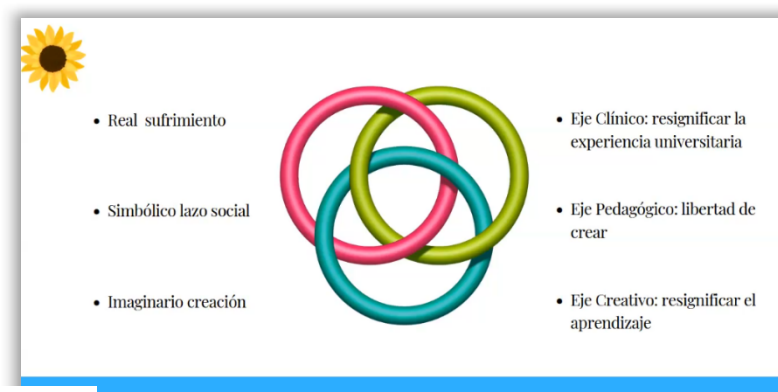 • Real sufrimiento
• Simbólico lazo social
• Imaginario creación
• Eje Clínico: resignificar la
experiencia universitaria
• Eje Pedagógico: libertad de
crear
• Eje Creativo: resignificar el
aprendizaje